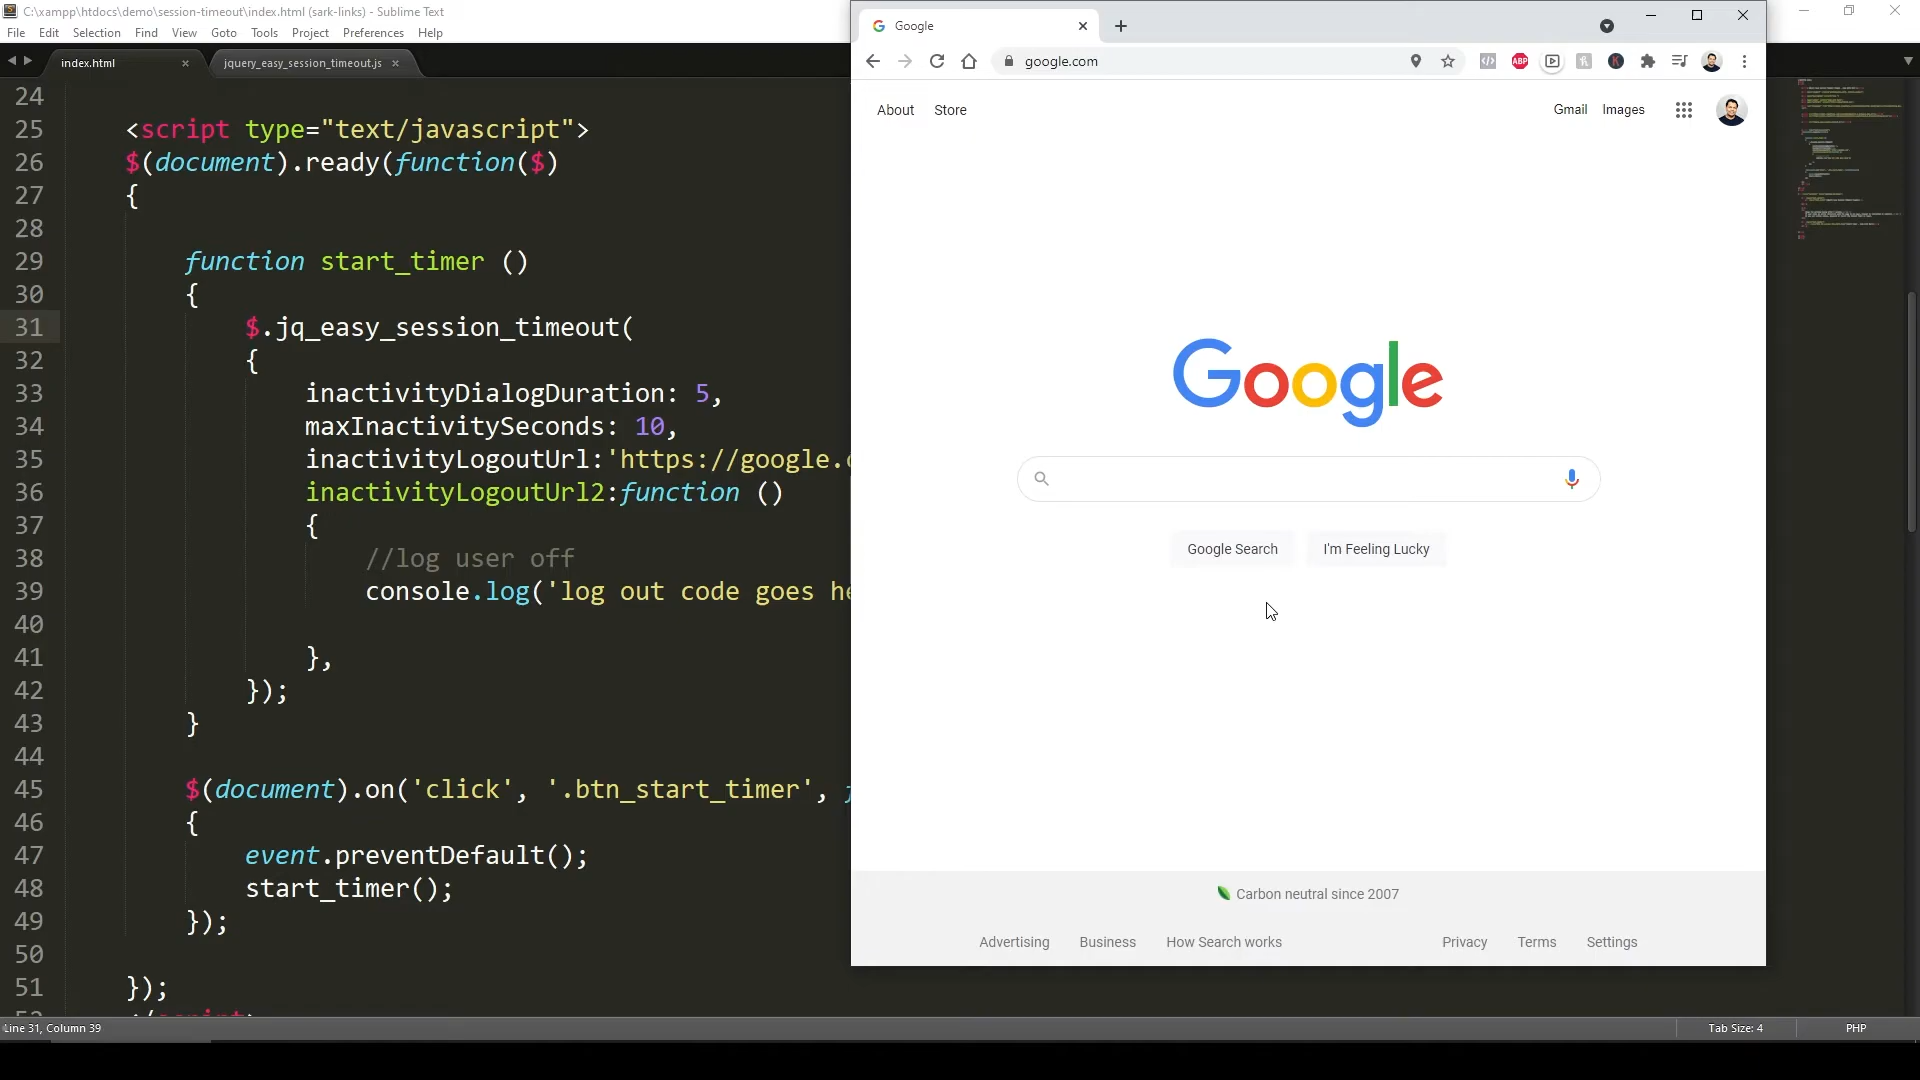 C:\xampp\htdocs\demo\session-timeout\index.html (sark-links) - Sublime Text
File Edit Selection Find View Goto Tools Project Preferences Help
index.html
jquery_easy_session_timeout.js
24
25 <script type="text/javascript">
26 $(document).ready(function($)
27 {
28
29 function start_timer ()
30 {
31 $.jq_easy_session_timeout(
32 {
33 inactivityDialogDuration: 5,
34 maxInactivitySeconds: 10,
35 inactivityLogoutUrl:'https://google.
36 inactivityLogoutUrl2:function ()
37 {
38 //log user off
39 console.log('log out code goes
40
41 },
42 });
43 }
44
45 $(document).on('click', '.btn_start_timer',
46 {
47 event.preventDefault();
48 start_timer();
49 });
50
51 });
Line 31, Column 39
Tab Size: 4
PHP
Google
google.com
ABP
K
About Store
Gmail Images
Google
Google Search
I'm Feeling Lucky
Carbon neutral since 2007
Advertising Business How Search works
Privacy Terms Settings